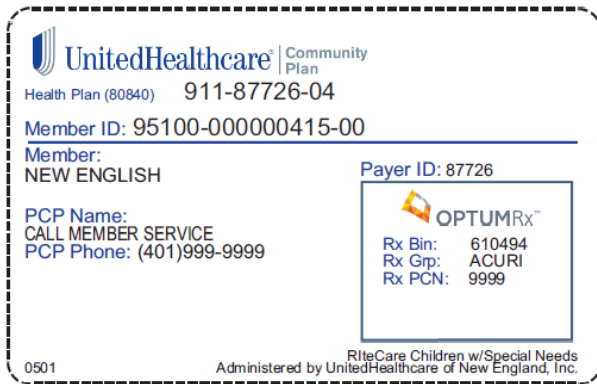 UnitedHealthcare® | Community Plan
Health Plan (80840) 911-87726-04
Member ID: 95100-000000415-00
Member:
NEW ENGLISH
Payer ID: 87726
PCP Name:
CALL MEMBER SERVICE
PCP Phone: (401)999-9999
OPTUMRx™
Rx Bin: 610494
Rx Grp: ACURI
Rx PCN: 9999
RIteCare Children w/Special Needs
0501 Administered by UnitedHealthcare of New England, Inc.